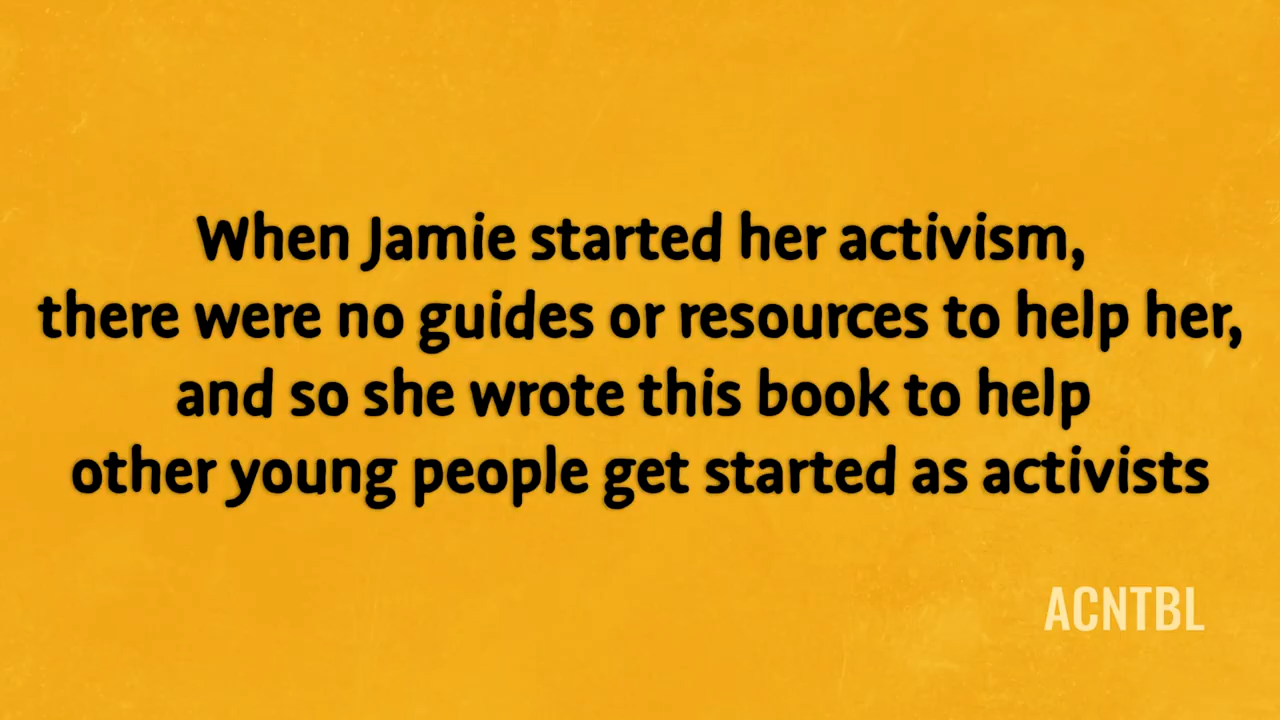 When Jamie started her activism,
there were no guides or resources to help her,
and so she wrote this book to help
other young people get started as activists
ACNTBL